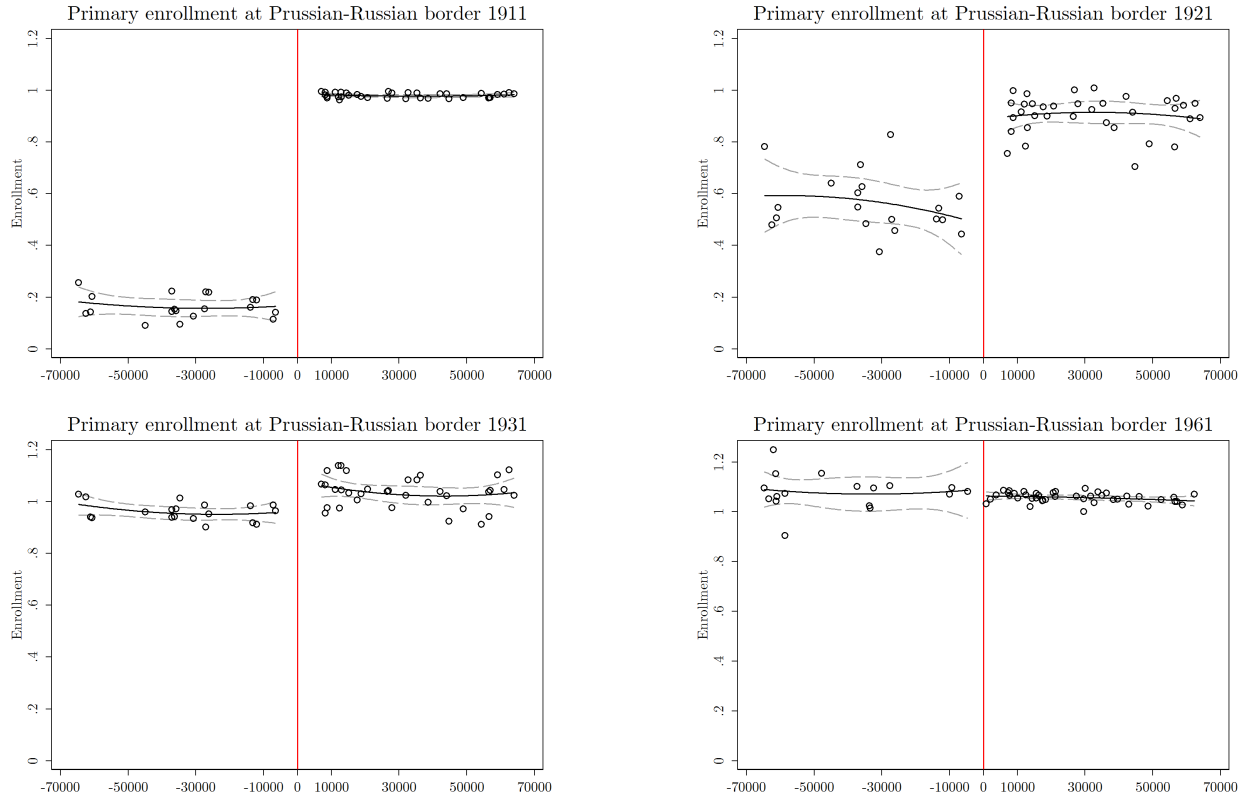 Primary enrollment at Prussian-Russian border 1911
Enrollment
1.2
1
.8
.6
.4
.2
0
-70000 -50000 -30000 -10000 0 10000 30000 50000 70000
Primary enrollment at Prussian-Russian border 1921
Enrollment
1.2
1
.8
.6
.4
.2
0
-70000 -50000 -30000 -10000 0 10000 30000 50000 70000
Primary enrollment at Prussian-Russian border 1931
Enrollment
1.2
1
.8
.6
.4
.2
0
-70000 -50000 -30000 -10000 0 10000 30000 50000 70000
Primary enrollment at Prussian-Russian border 1961
Enrollment
1.2
1
.8
.6
.4
.2
0
-70000 -50000 -30000 -10000 0 10000 30000 50000 70000